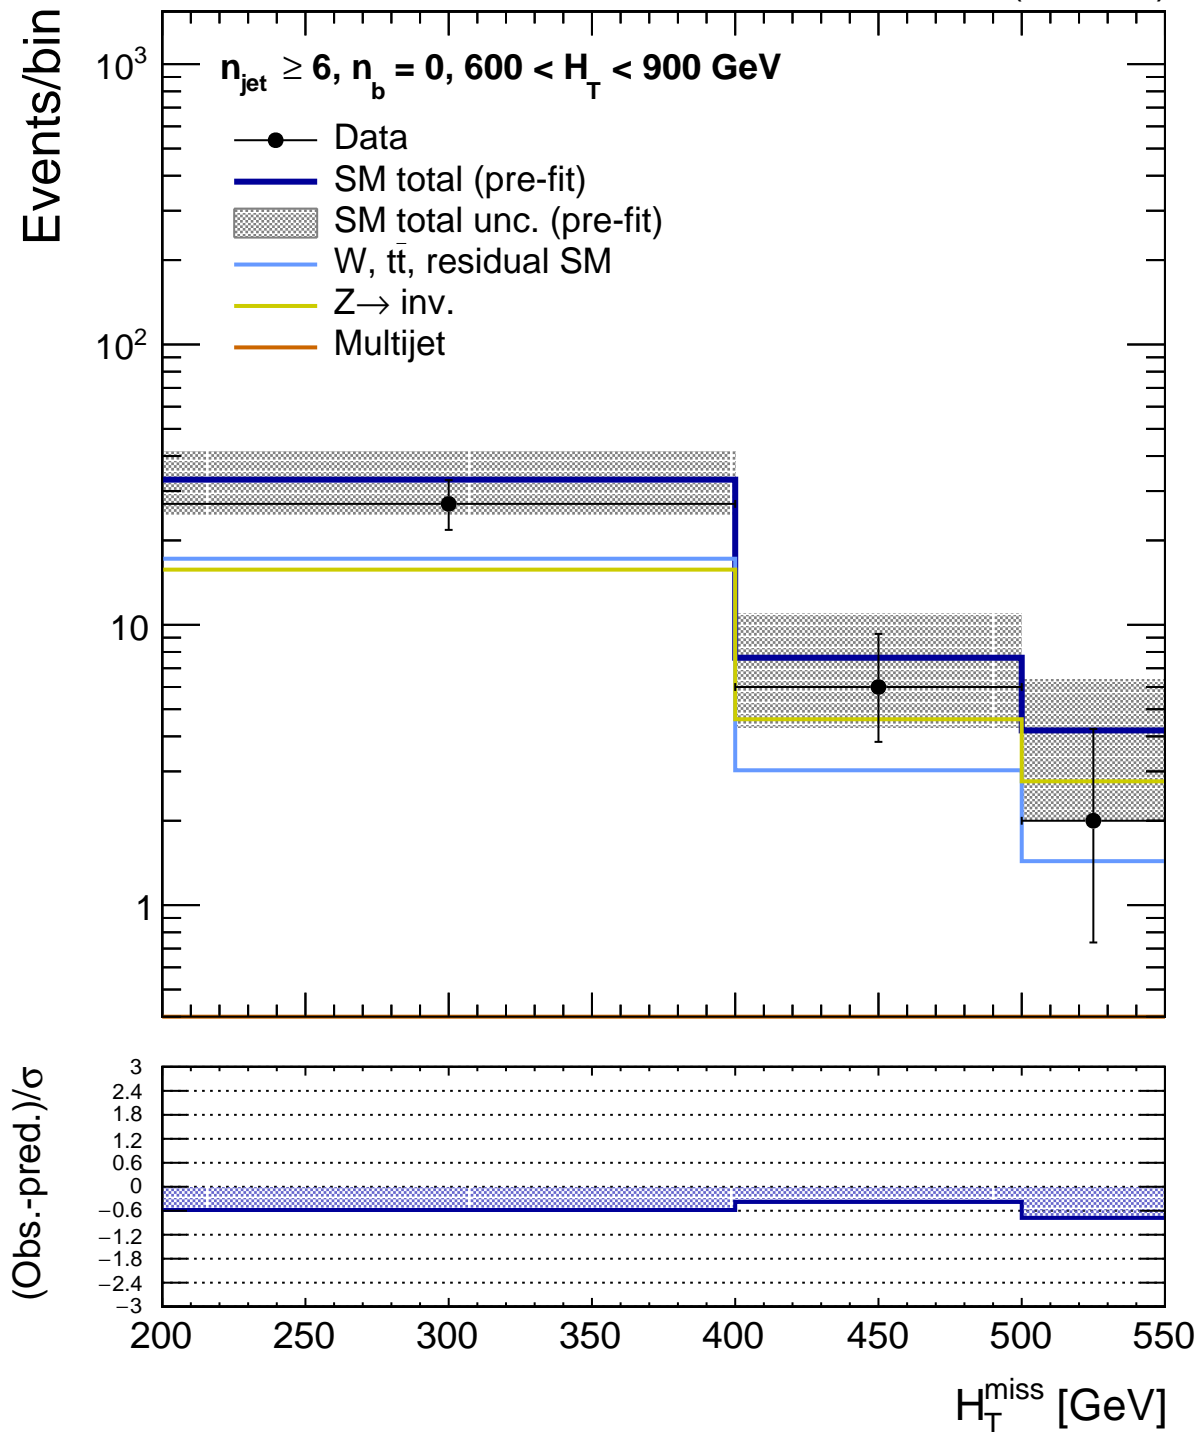 Events/bin
10³
10²
10
1
n_jet ≥ 6, n_b = 0, 600 < H_T < 900 GeV
Data
SM total (pre-fit)
SM total unc. (pre-fit)
W, tt̄, residual SM
Z→ inv.
Multijet
(Obs.-pred.)/σ
3
2.4
1.8
1.2
0.6
0
−0.6
−1.2
−1.8
−2.4
−3
200 250 300 350 400 450 500 550
H_T^miss [GeV]